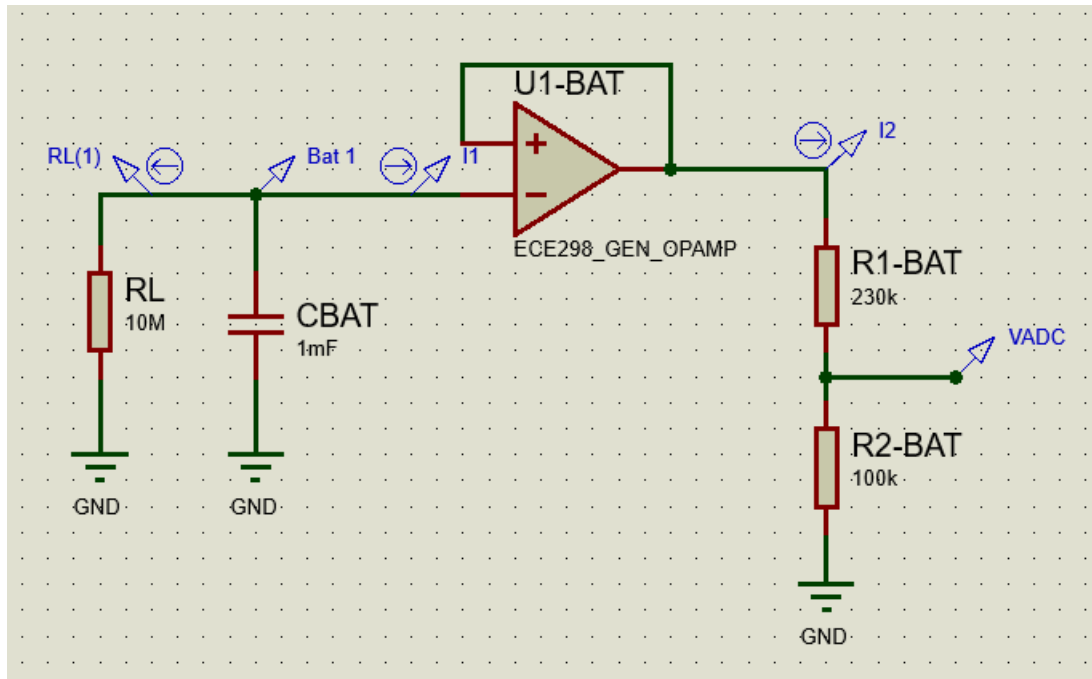 U1-BAT
RL(1)
Bat 1
I1
I2
+
−
ECE298_GEN_OPAMP
RL
10M
CBAT
1mF
R1-BAT
230k
VADC
R2-BAT
100k
GND
GND
GND